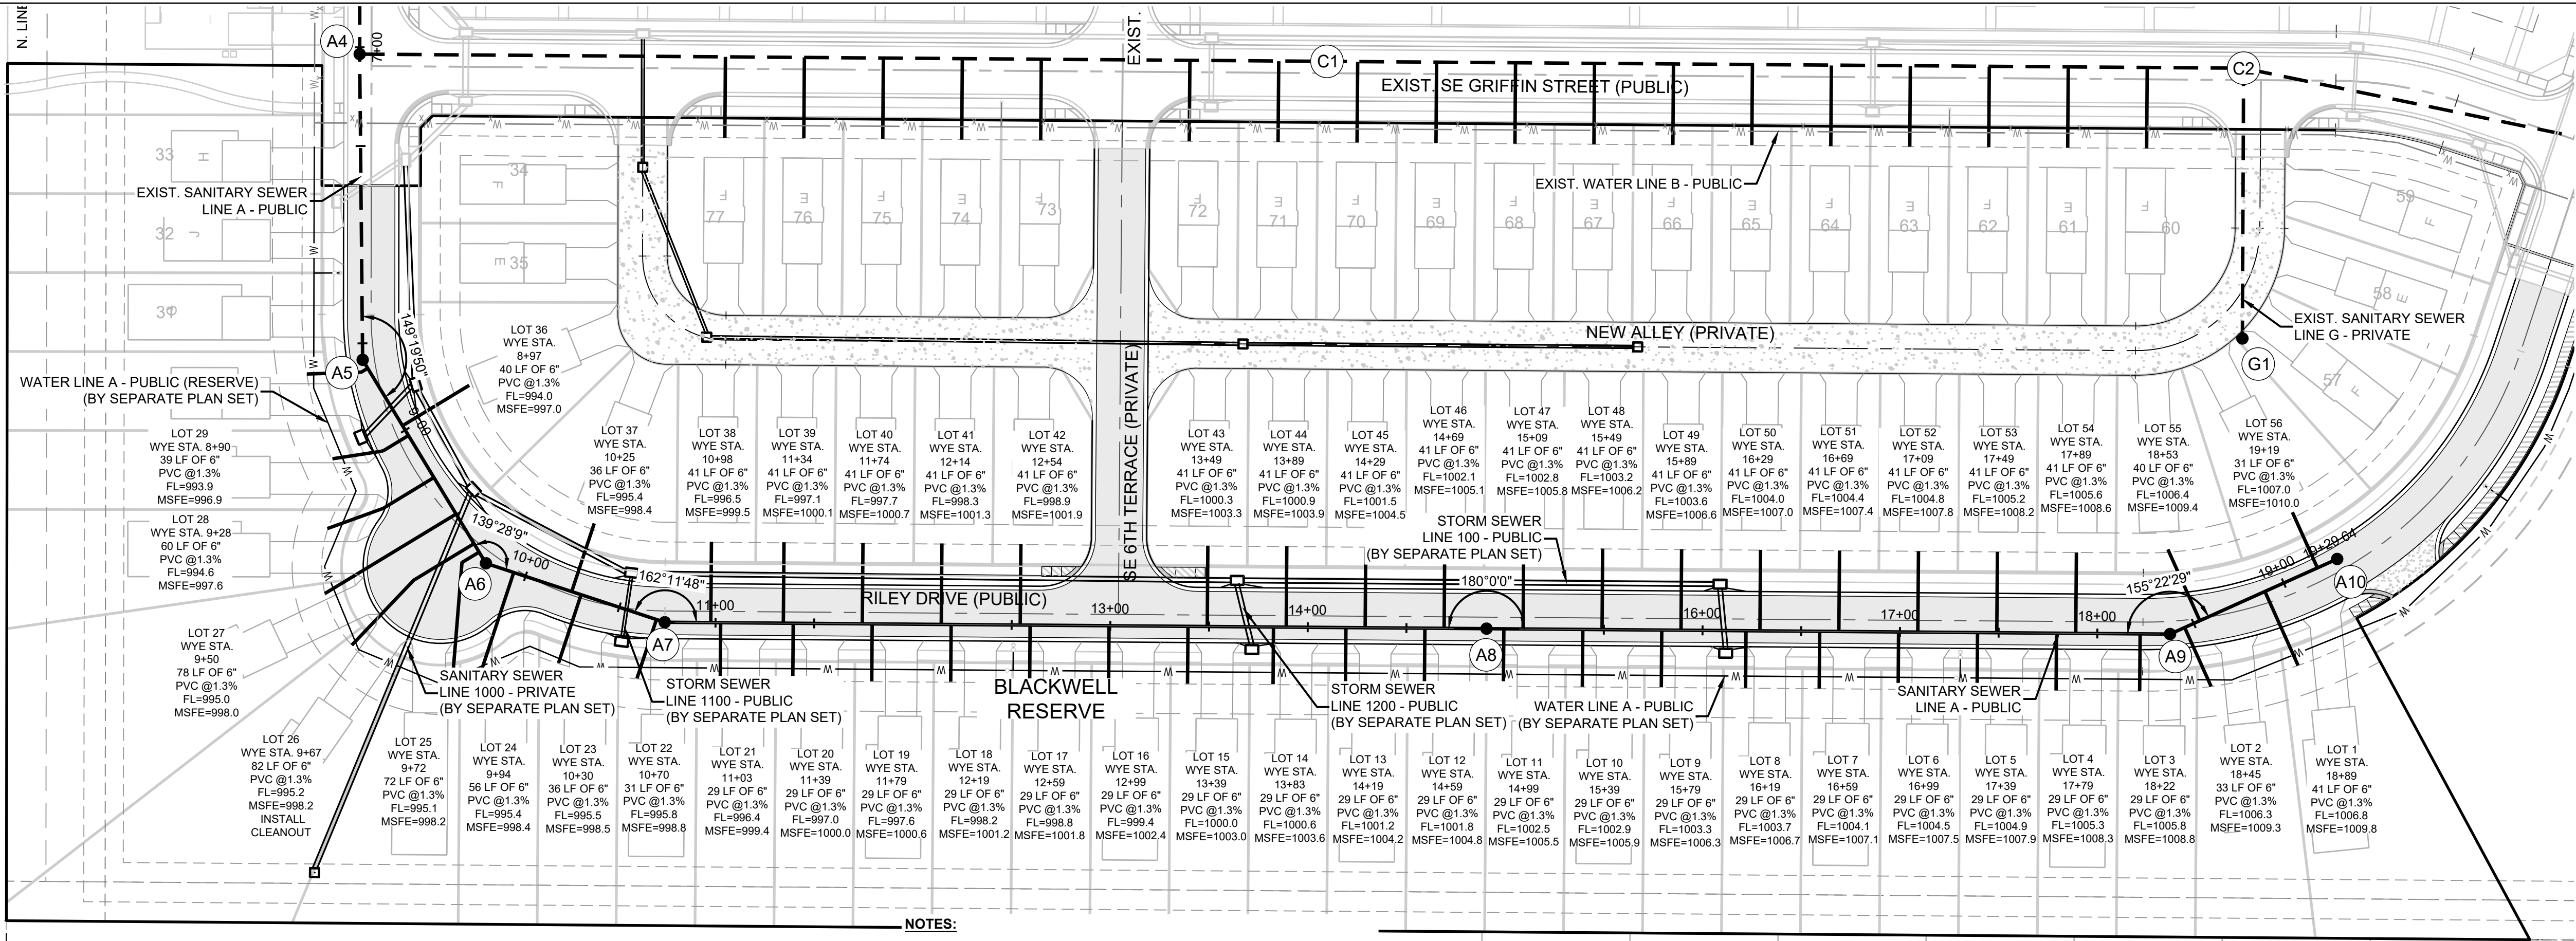 N. LINE
A4
7+00
EXIST.
C1
C2
EXIST. SE GRIFFIN STREET (PUBLIC)
EXIST. WATER LINE B - PUBLIC
EXIST. SANITARY SEWER
LINE A - PUBLIC
33
32
31
34
35
77
76
75
74
73
72
71
70
69
68
67
66
65
64
63
62
61
60
59
58
57
NEW ALLEY (PRIVATE)
EXIST. SANITARY SEWER
LINE G - PRIVATE
G1
A5
149°19'50"
9+00
WATER LINE A - PUBLIC (RESERVE)
(BY SEPARATE PLAN SET)
SE 6TH TERRACE (PRIVATE)
LOT 36
WYE STA.
8+97
40 LF OF 6"
PVC @1.3%
FL=994.0
MSFE=997.0
LOT 29
WYE STA. 8+90
39 LF OF 6"
PVC @1.3%
FL=993.9
MSFE=996.9
LOT 28
WYE STA. 9+28
60 LF OF 6"
PVC @1.3%
FL=994.6
MSFE=997.6
LOT 37
WYE STA.
10+25
36 LF OF 6"
PVC @1.3%
FL=995.4
MSFE=998.4
LOT 38
WYE STA.
10+98
41 LF OF 6"
PVC @1.3%
FL=996.5
MSFE=999.5
LOT 39
WYE STA.
11+34
41 LF OF 6"
PVC @1.3%
FL=997.1
MSFE=1000.1
LOT 40
WYE STA.
11+74
41 LF OF 6"
PVC @1.3%
FL=997.7
MSFE=1000.7
LOT 41
WYE STA.
12+14
41 LF OF 6"
PVC @1.3%
FL=998.3
MSFE=1001.3
LOT 42
WYE STA.
12+54
41 LF OF 6"
PVC @1.3%
FL=998.9
MSFE=1001.9
LOT 43
WYE STA.
13+49
41 LF OF 6"
PVC @1.3%
FL=1000.3
MSFE=1003.3
LOT 44
WYE STA.
13+89
41 LF OF 6"
PVC @1.3%
FL=1000.9
MSFE=1003.9
LOT 45
WYE STA.
14+29
41 LF OF 6"
PVC @1.3%
FL=1001.5
MSFE=1004.5
LOT 46
WYE STA.
14+69
41 LF OF 6"
PVC @1.3%
FL=1002.1
MSFE=1005.1
LOT 47
WYE STA.
15+09
41 LF OF 6"
PVC @1.3%
FL=1002.8
MSFE=1005.8
LOT 48
WYE STA.
15+49
41 LF OF 6"
PVC @1.3%
FL=1003.2
MSFE=1006.2
LOT 49
WYE STA.
15+89
41 LF OF 6"
PVC @1.3%
FL=1003.6
MSFE=1006.6
LOT 50
WYE STA.
16+29
41 LF OF 6"
PVC @1.3%
FL=1004.0
MSFE=1007.0
LOT 51
WYE STA.
16+69
41 LF OF 6"
PVC @1.3%
FL=1004.4
MSFE=1007.4
LOT 52
WYE STA.
17+09
41 LF OF 6"
PVC @1.3%
FL=1004.8
MSFE=1007.8
LOT 53
WYE STA.
17+49
41 LF OF 6"
PVC @1.3%
FL=1005.2
MSFE=1008.2
LOT 54
WYE STA.
17+89
41 LF OF 6"
PVC @1.3%
FL=1005.6
MSFE=1008.6
LOT 55
WYE STA.
18+53
40 LF OF 6"
PVC @1.3%
FL=1006.4
MSFE=1009.4
LOT 56
WYE STA.
19+19
31 LF OF 6"
PVC @1.3%
FL=1007.0
MSFE=1010.0
STORM SEWER
LINE 100 - PUBLIC
(BY SEPARATE PLAN SET)
139°28'9"
10+00
A6
162°11'48"
A7
11+00
RILEY DRIVE (PUBLIC)
13+00
14+00
180°0'0"
A8
16+00
17+00
18+00
155°22'29"
A9
19+00
19+29.64
A10
SANITARY SEWER
LINE 1000 - PRIVATE
(BY SEPARATE PLAN SET)
STORM SEWER
LINE 1100 - PUBLIC
(BY SEPARATE PLAN SET)
BLACKWELL
RESERVE
STORM SEWER
LINE 1200 - PUBLIC
(BY SEPARATE PLAN SET)
WATER LINE A - PUBLIC
(BY SEPARATE PLAN SET)
SANITARY SEWER
LINE A - PUBLIC
LOT 27
WYE STA.
9+50
78 LF OF 6"
PVC @1.3%
FL=995.0
MSFE=998.0
LOT 26
WYE STA. 9+67
82 LF OF 6"
PVC @1.3%
FL=995.2
MSFE=998.2
INSTALL
CLEANOUT
LOT 25
WYE STA.
9+72
72 LF OF 6"
PVC @1.3%
FL=995.1
MSFE=998.2
LOT 24
WYE STA.
9+94
56 LF OF 6"
PVC @1.3%
FL=995.4
MSFE=998.4
LOT 23
WYE STA.
10+30
36 LF OF 6"
PVC @1.3%
FL=995.5
MSFE=998.5
LOT 22
WYE STA.
10+70
31 LF OF 6"
PVC @1.3%
FL=995.8
MSFE=998.8
LOT 21
WYE STA.
11+03
29 LF OF 6"
PVC @1.3%
FL=996.4
MSFE=999.4
LOT 20
WYE STA.
11+39
29 LF OF 6"
PVC @1.3%
FL=997.0
MSFE=1000.0
LOT 19
WYE STA.
11+79
29 LF OF 6"
PVC @1.3%
FL=997.6
MSFE=1000.6
LOT 18
WYE STA.
12+19
29 LF OF 6"
PVC @1.3%
FL=998.2
MSFE=1001.2
LOT 17
WYE STA.
12+59
29 LF OF 6"
PVC @1.3%
FL=998.8
MSFE=1001.8
LOT 16
WYE STA.
12+99
29 LF OF 6"
PVC @1.3%
FL=999.4
MSFE=1002.4
LOT 15
WYE STA.
13+39
29 LF OF 6"
PVC @1.3%
FL=1000.0
MSFE=1003.0
LOT 14
WYE STA.
13+83
29 LF OF 6"
PVC @1.3%
FL=1000.6
MSFE=1003.6
LOT 13
WYE STA.
14+19
29 LF OF 6"
PVC @1.3%
FL=1001.2
MSFE=1004.2
LOT 12
WYE STA.
14+59
29 LF OF 6"
PVC @1.3%
FL=1001.8
MSFE=1004.8
LOT 11
WYE STA.
14+99
29 LF OF 6"
PVC @1.3%
FL=1002.5
MSFE=1005.5
LOT 10
WYE STA.
15+39
29 LF OF 6"
PVC @1.3%
FL=1002.9
MSFE=1005.9
LOT 9
WYE STA.
15+79
29 LF OF 6"
PVC @1.3%
FL=1003.3
MSFE=1006.3
LOT 8
WYE STA.
16+19
29 LF OF 6"
PVC @1.3%
FL=1003.7
MSFE=1006.7
LOT 7
WYE STA.
16+59
29 LF OF 6"
PVC @1.3%
FL=1004.1
MSFE=1007.1
LOT 6
WYE STA.
16+99
29 LF OF 6"
PVC @1.3%
FL=1004.5
MSFE=1007.5
LOT 5
WYE STA.
17+39
29 LF OF 6"
PVC @1.3%
FL=1004.9
MSFE=1007.9
LOT 4
WYE STA.
17+79
29 LF OF 6"
PVC @1.3%
FL=1005.3
MSFE=1008.3
LOT 3
WYE STA.
18+22
29 LF OF 6"
PVC @1.3%
FL=1005.8
MSFE=1008.8
LOT 2
WYE STA.
18+45
33 LF OF 6"
PVC @1.3%
FL=1006.3
MSFE=1009.3
LOT 1
WYE STA.
18+89
41 LF OF 6"
PVC @1.3%
FL=1006.8
MSFE=1009.8
NOTES: